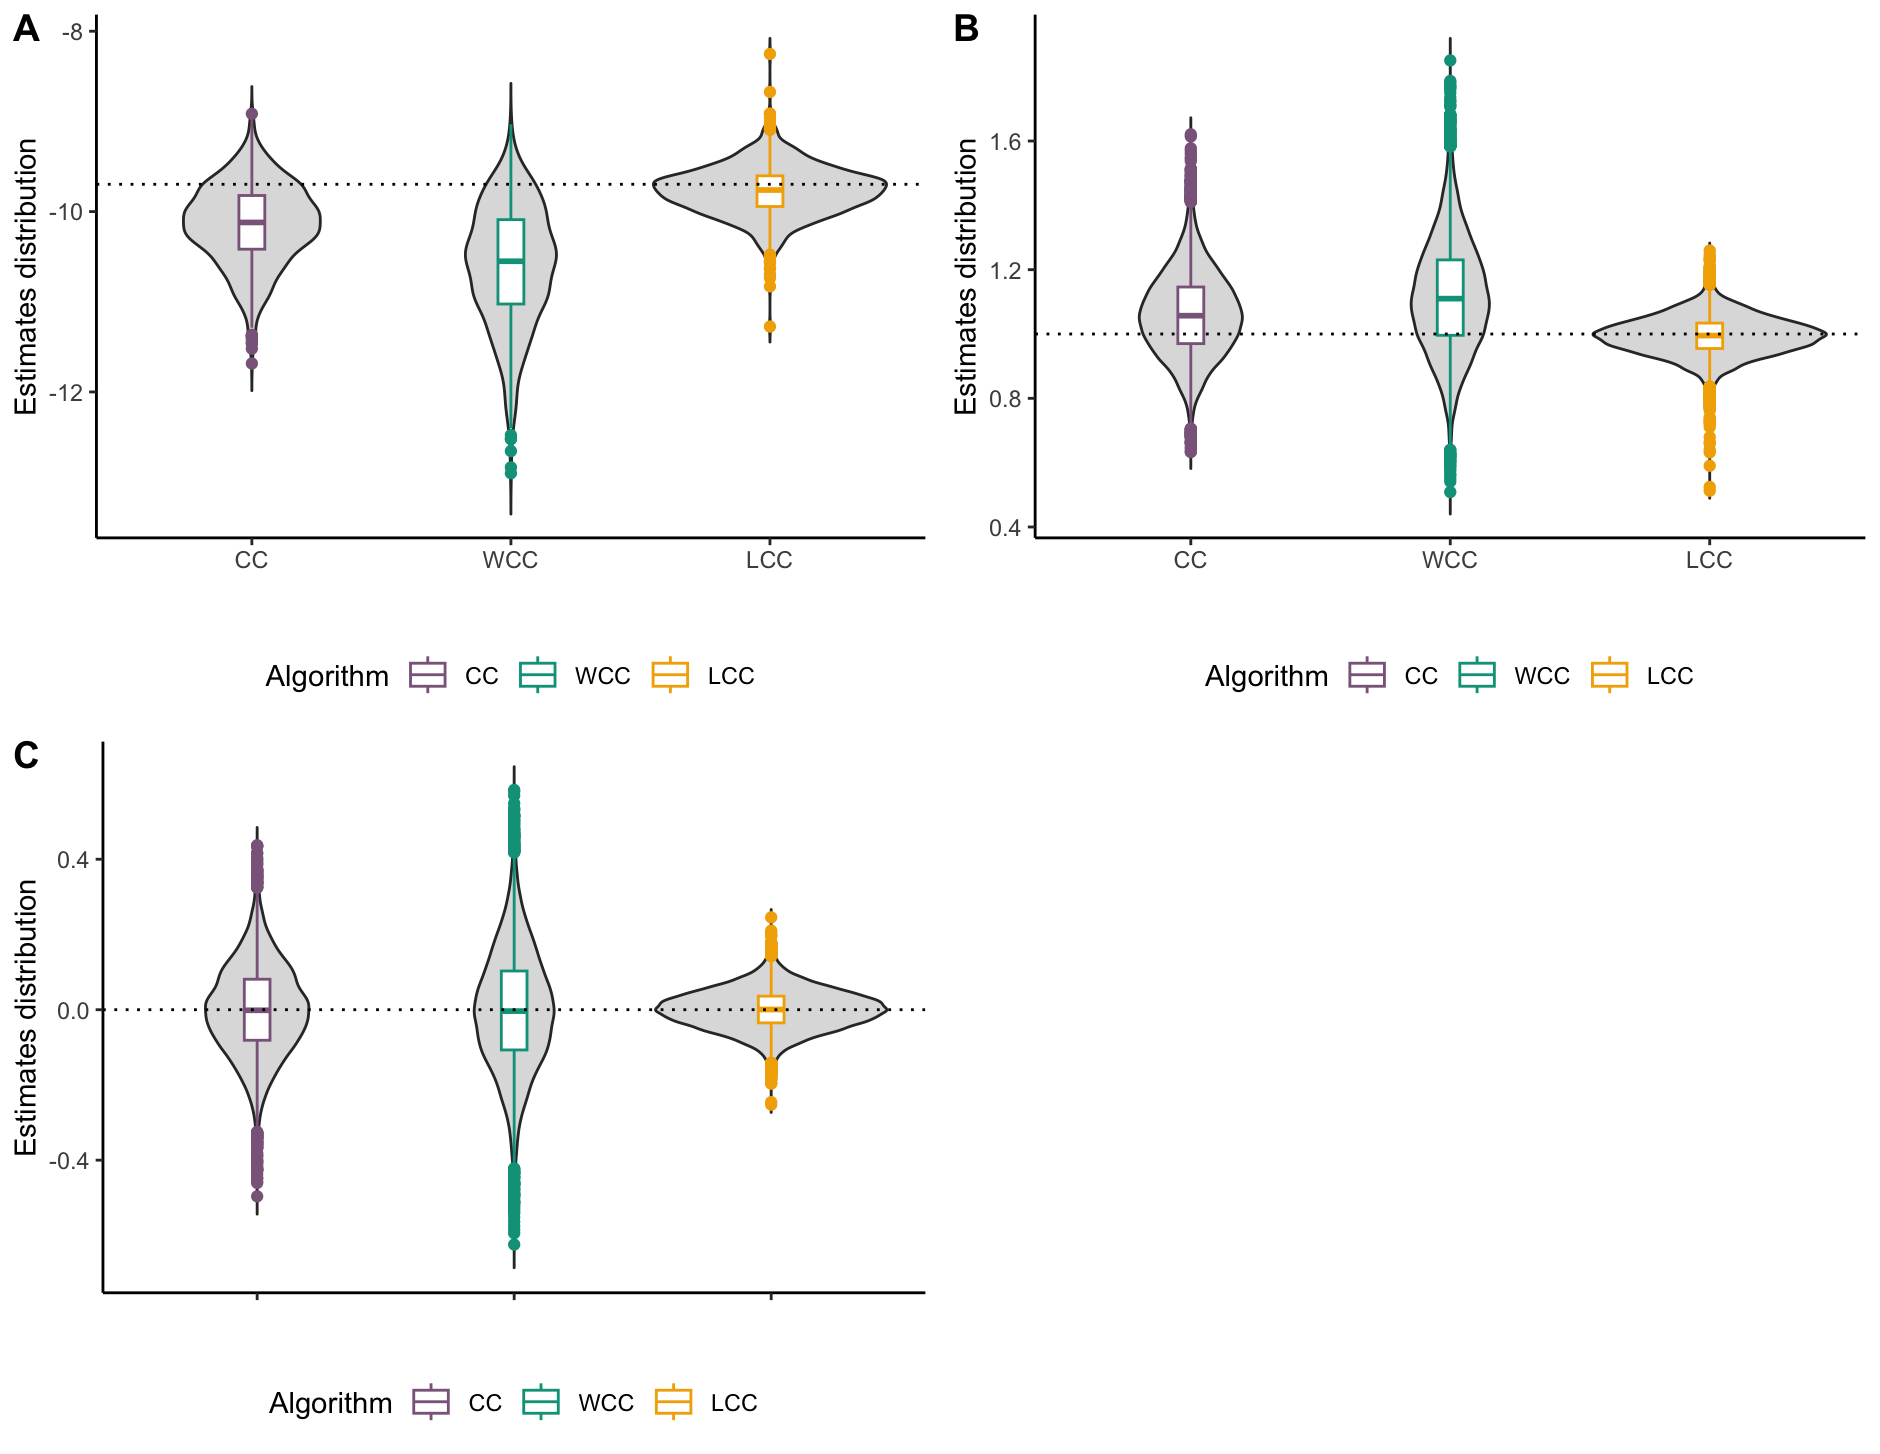 A
B
Estimates distribution
-8
-10
-12
CC WCC LCC
Algorithm CC WCC LCC
Estimates distribution
1.6
1.2
0.8
0.4
CC WCC LCC
Algorithm CC WCC LCC
C
Estimates distribution
0.4
0.0
-0.4
Algorithm CC WCC LCC